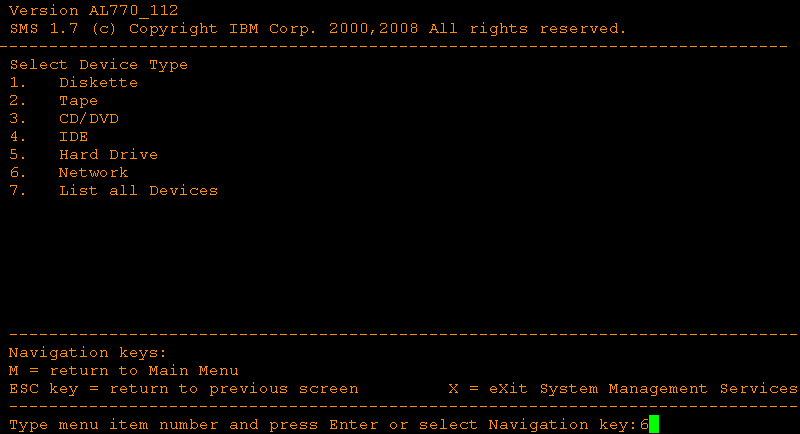 Version AL770_112
SMS 1.7 (c) Copyright IBM Corp. 2000,2008 All rights reserved.
-------------------------------------------------------------------------------
Select Device Type
1.   Diskette
2.   Tape
3.   CD/DVD
4.   IDE
5.   Hard Drive
6.   Network
7.   List all Devices
-------------------------------------------------------------------------------
Navigation keys:
M = return to Main Menu
ESC key = return to previous screen         X = eXit System Management Services
-------------------------------------------------------------------------------
Type menu item number and press Enter or select Navigation key:6